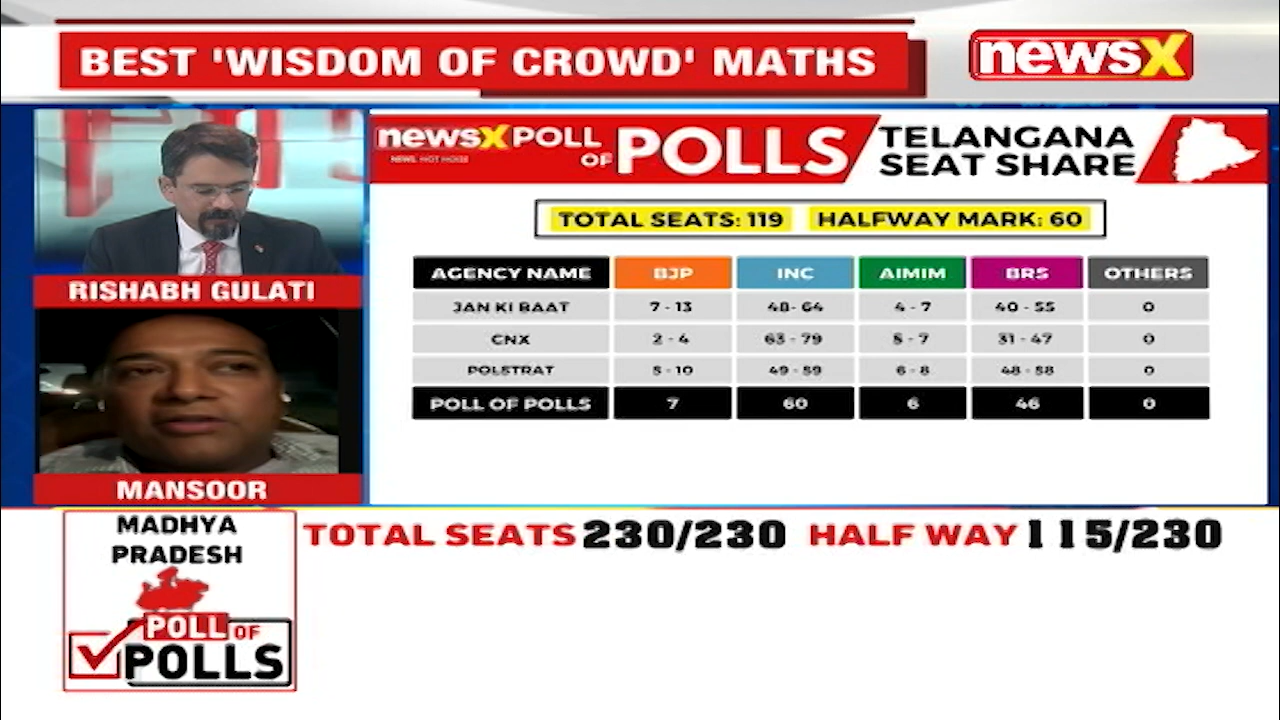 BEST 'WISDOM OF CROWD' MATHS
newsX
newsX POLL OF POLLS
NEWS. NOT NOISE
TELANGANA
SEAT SHARE
TOTAL SEATS: 119 HALFWAY MARK: 60
AGENCY NAME BJP INC AIMIM BRS OTHERS
JAN KI BAAT 7 - 13 48- 64 4 - 7 40 - 55 0
CNX 2 - 4 63 - 79 5 - 7 31 - 47 0
POLSTRAT 5 - 10 49 - 59 6 - 8 48 - 58 0
POLL OF POLLS 7 60 6 46 0
RISHABH GULATI
MANSOOR
MADHYA
PRADESH
POLL OF
POLLS
TOTAL SEATS 230/230 HALF WAY 115/230